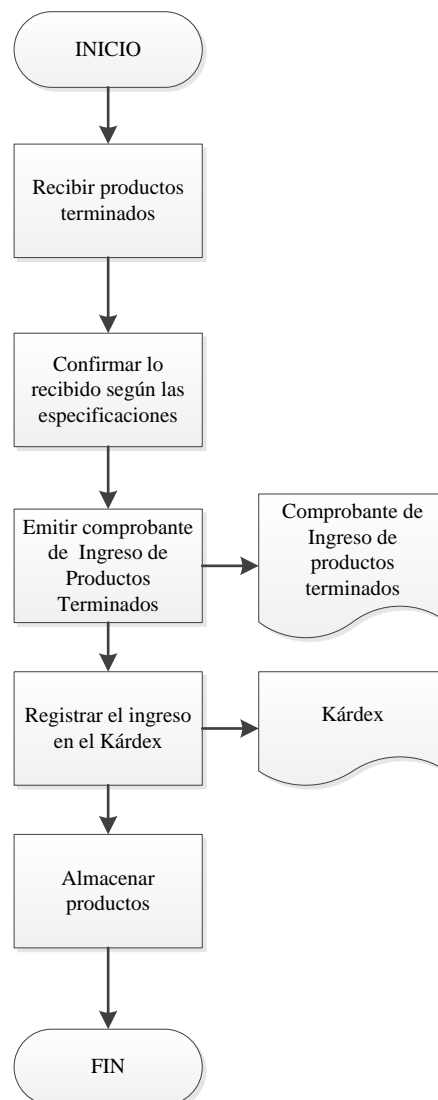 INICIO
Recibir productos
terminados
Confirmar lo
recibido según las
especificaciones
Emitir comprobante
de Ingreso de
Productos
Terminados
Comprobante de
Ingreso de
productos
terminados
Registrar el ingreso
en el Kárdex
Kárdex
Almacenar
productos
FIN